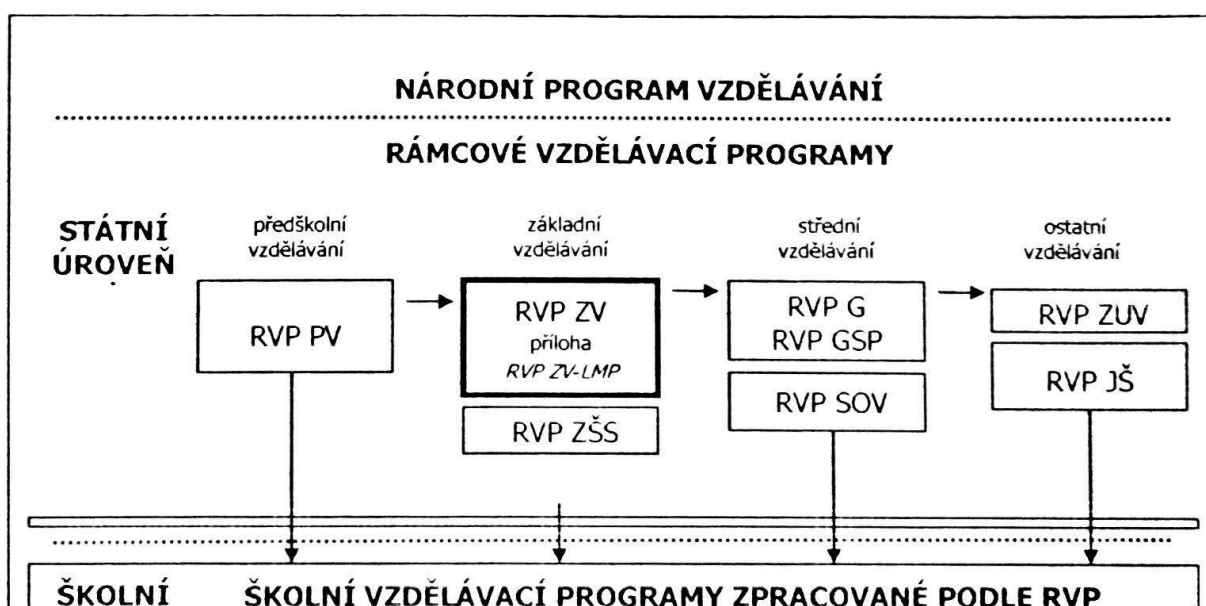 NÁRODNÍ PROGRAM VZDĚLÁVÁNÍ
RÁMCOVÉ VZDĚLÁVACÍ PROGRAMY
STÁTNÍ
ÚROVEŇ
předškolní
vzdělávání
základní
vzdělávání
střední
vzdělávání
ostatní
vzdělávání
RVP PV
RVP ZV
příloha
RVP ZV-LMP
RVP ZŠS
RVP G
RVP GSP
RVP SOV
RVP ZUV
RVP JŠ
ŠKOLNÍ
ŠKOLNÍ VZDĚLÁVACÍ PROGRAMY ZPRACOVANÉ PODLE RVP